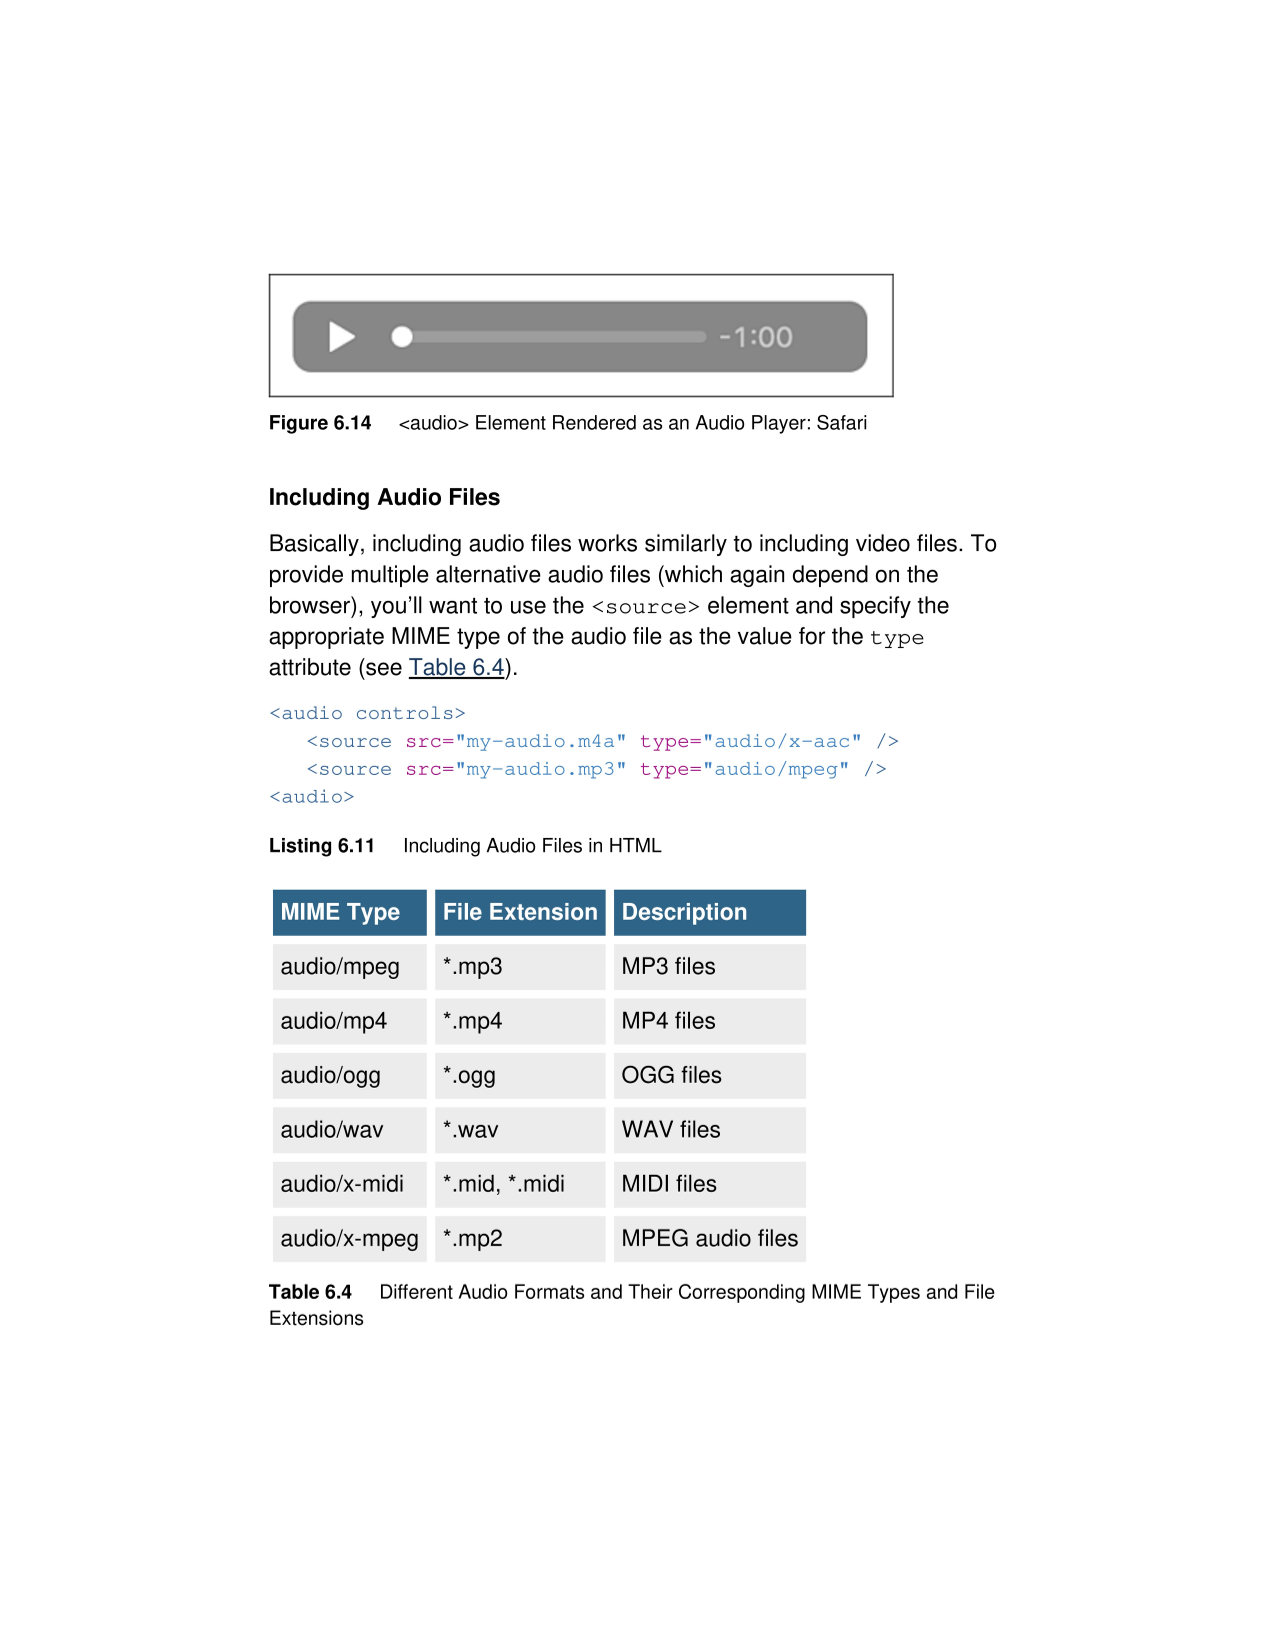 -1:00
Figure 6.14 <audio> Element Rendered as an Audio Player: Safari
Including Audio Files
Basically, including audio files works similarly to including video files. To
provide multiple alternative audio files (which again depend on the
browser), you’ll want to use the <source> element and specify the
appropriate MIME type of the audio file as the value for the type
attribute (see Table 6.4).
<audio controls>
<source src="my-audio.m4a" type="audio/x-aac" />
<source src="my-audio.mp3" type="audio/mpeg" />
<audio>
Listing 6.11 Including Audio Files in HTML
MIME Type File Extension Description
audio/mpeg *.mp3 MP3 files
audio/mp4 *.mp4 MP4 files
audio/ogg *.ogg OGG files
audio/wav *.wav WAV files
audio/x-midi *.mid, *.midi MIDI files
audio/x-mpeg *.mp2 MPEG audio files
Table 6.4 Different Audio Formats and Their Corresponding MIME Types and File
Extensions